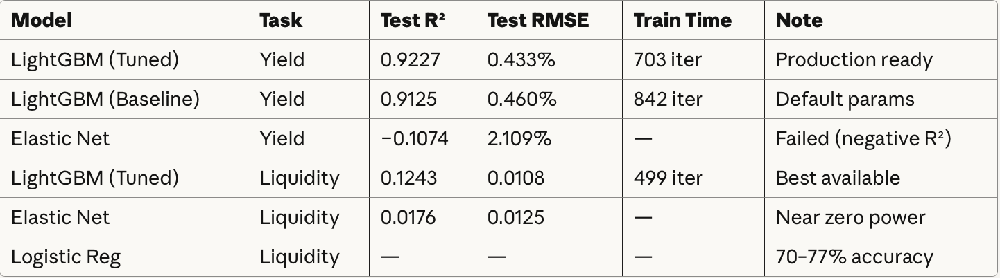 Model Task Test R² Test RMSE Train Time Note
LightGBM (Tuned) Yield 0.9227 0.433% 703 iter Production ready
LightGBM (Baseline) Yield 0.9125 0.460% 842 iter Default params
Elastic Net Yield −0.1074 2.109% — Failed (negative R²)
LightGBM (Tuned) Liquidity 0.1243 0.0108 499 iter Best available
Elastic Net Liquidity 0.0176 0.0125 — Near zero power
Logistic Reg Liquidity — — — 70–77% accuracy